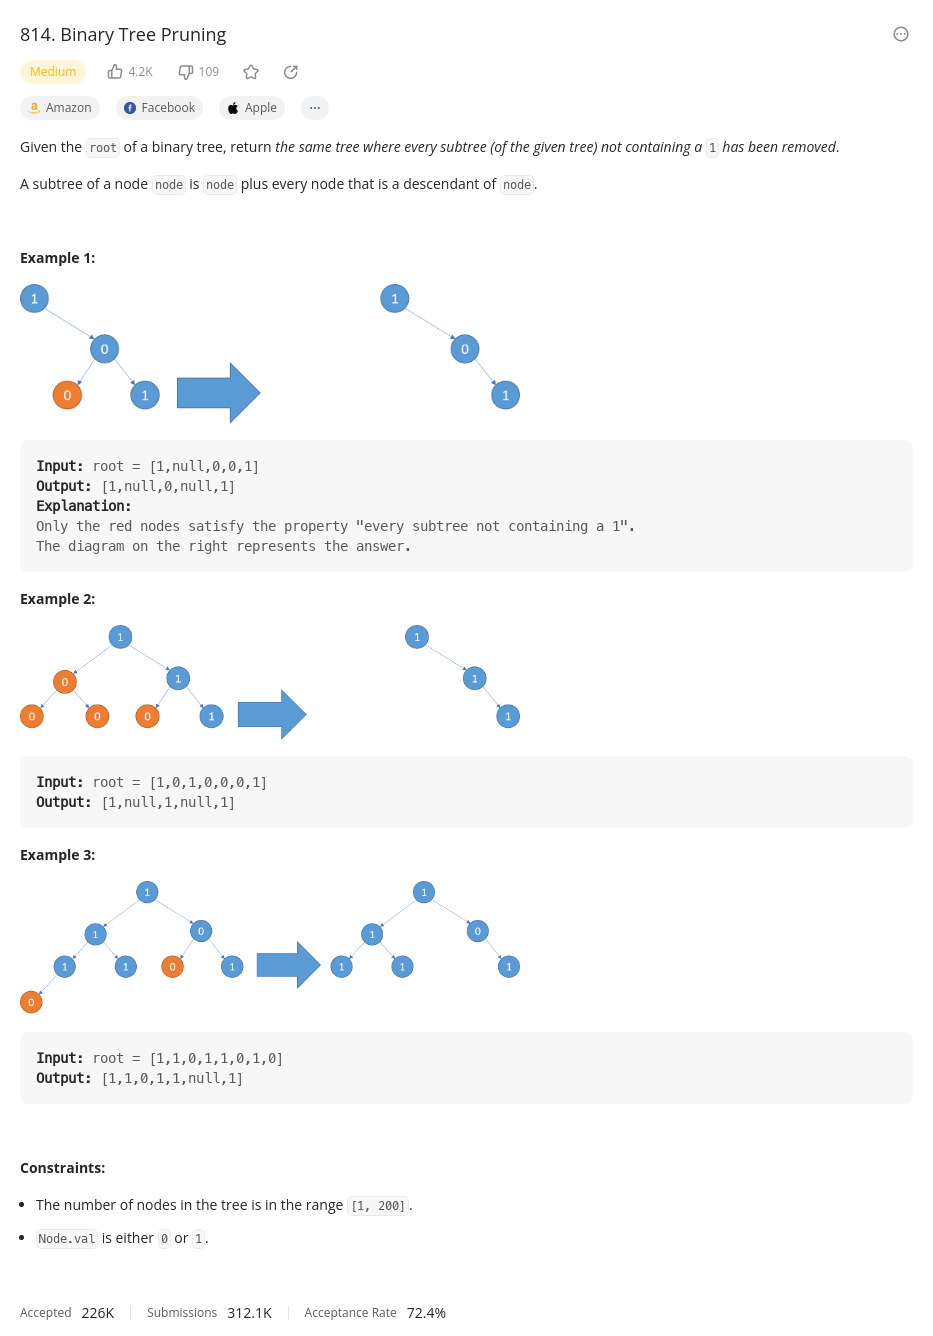 814. Binary Tree Pruning
Medium 4.2K 109
Amazon Facebook Apple ...
Given the root of a binary tree, return the same tree where every subtree (of the given tree) not containing a 1 has been removed.
A subtree of a node node is node plus every node that is a descendant of node.
Example 1:
1 1
0 0
0 1 1
Input: root = [1,null,0,0,1]
Output: [1,null,0,null,1]
Explanation:
Only the red nodes satisfy the property "every subtree not containing a 1".
The diagram on the right represents the answer.
Example 2:
1 1
0 1 1
0 0 0 1 1
Input: root = [1,0,1,0,0,0,1]
Output: [1,null,1,null,1]
Example 3:
1 1
1 0 1 0
1 1 0 1 1 1 1
0
Input: root = [1,1,0,1,1,0,1,0]
Output: [1,1,0,1,1,null,1]
Constraints:
• The number of nodes in the tree is in the range [1, 200].
• Node.val is either 0 or 1.
Accepted 226K Submissions 312.1K Acceptance Rate 72.4%